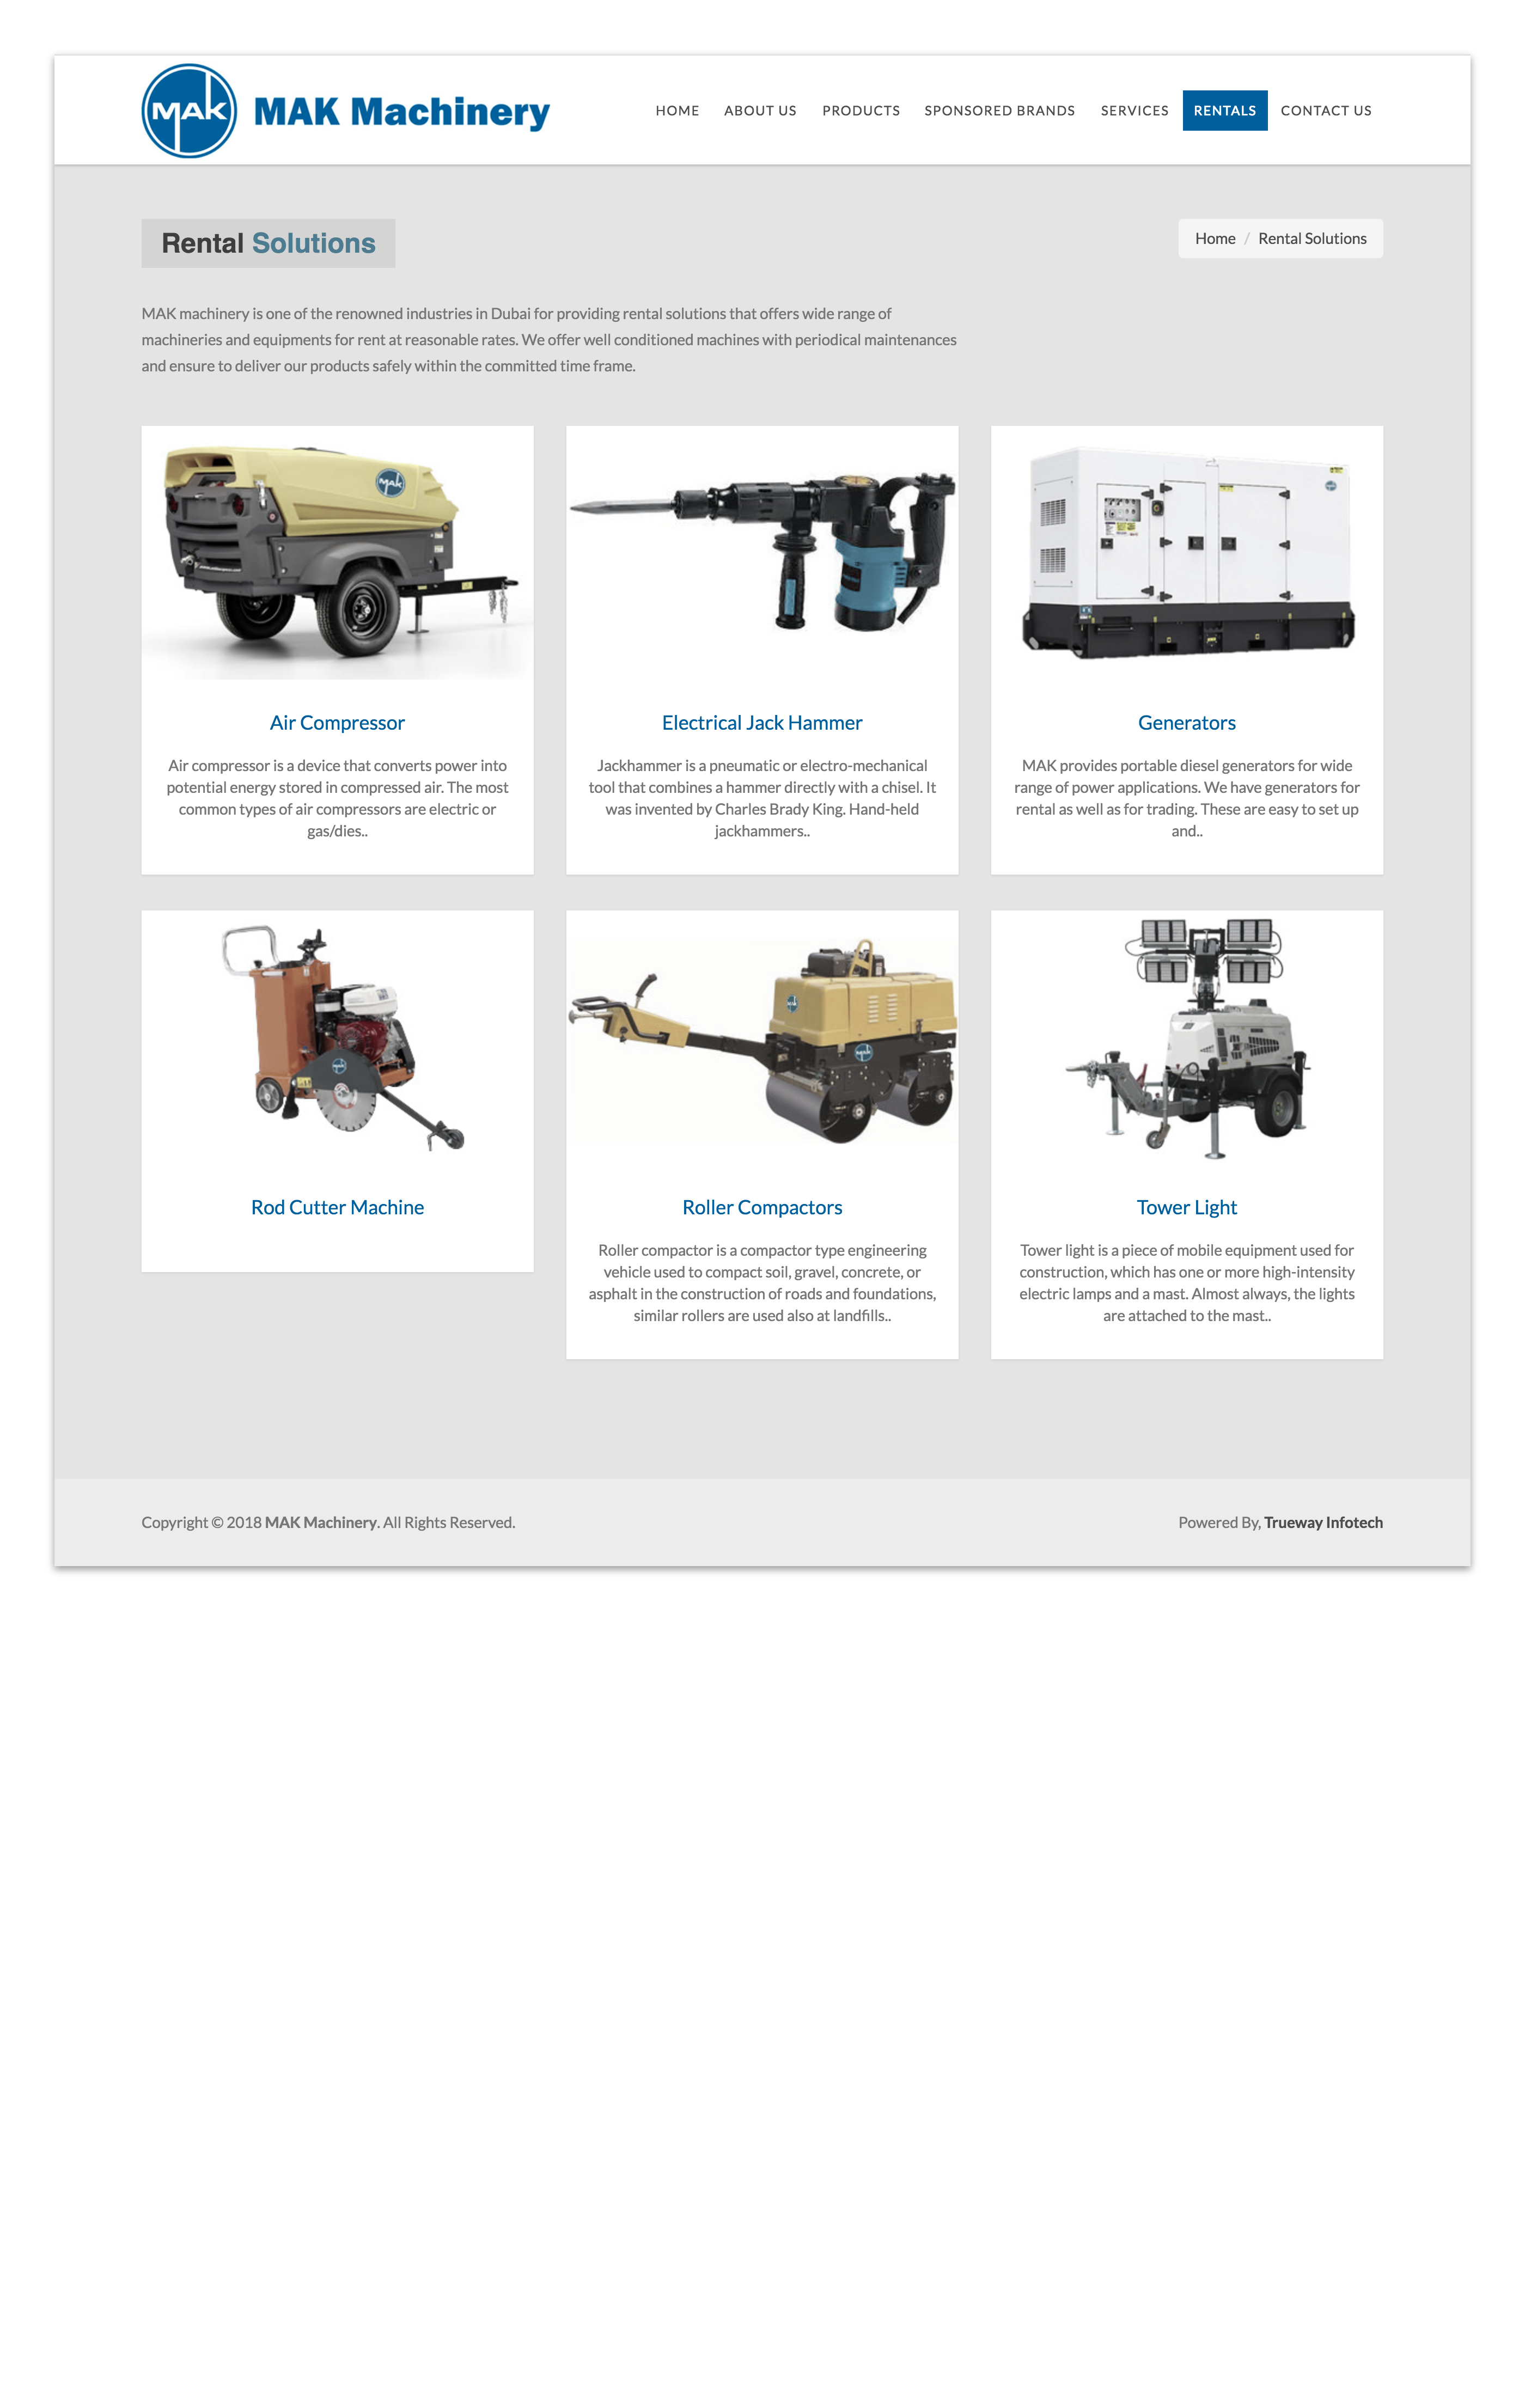 MAK MAK Machinery
HOME ABOUT US PRODUCTS SPONSORED BRANDS SERVICES RENTALS CONTACT US
Rental Solutions
Home / Rental Solutions
MAK machinery is one of the renowned industries in Dubai for providing rental solutions that offers wide range of
machineries and equipments for rent at reasonable rates. We offer well conditioned machines with periodical maintenances
and ensure to deliver our products safely within the committed time frame.
MAK
Air Compressor
Air compressor is a device that converts power into
potential energy stored in compressed air. The most
common types of air compressors are electric or
gas/dies..
Electrical Jack Hammer
Jackhammer is a pneumatic or electro-mechanical
tool that combines a hammer directly with a chisel. It
was invented by Charles Brady King. Hand-held
jackhammers..
Generators
MAK provides portable diesel generators for wide
range of power applications. We have generators for
rental as well as for trading. These are easy to set up
and..
MAK
Rod Cutter Machine
MAK
MAK
Roller Compactors
Roller compactor is a compactor type engineering
vehicle used to compact soil, gravel, concrete, or
asphalt in the construction of roads and foundations,
similar rollers are used also at landfills..
Tower Light
Tower light is a piece of mobile equipment used for
construction, which has one or more high-intensity
electric lamps and a mast. Almost always, the lights
are attached to the mast..
Copyright © 2018 MAK Machinery. All Rights Reserved.
Powered By, Trueway Infotech